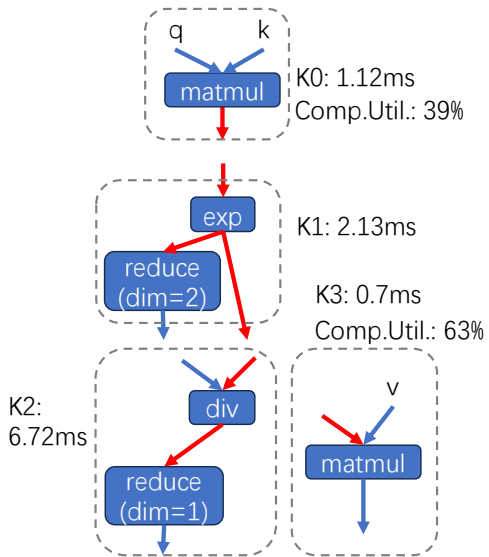 q k
matmul
K0: 1.12ms
Comp.Util.: 39%
exp
K1: 2.13ms
reduce
(dim=2)
K3: 0.7ms
Comp.Util.: 63%
K2:
6.72ms
div
v
matmul
reduce
(dim=1)